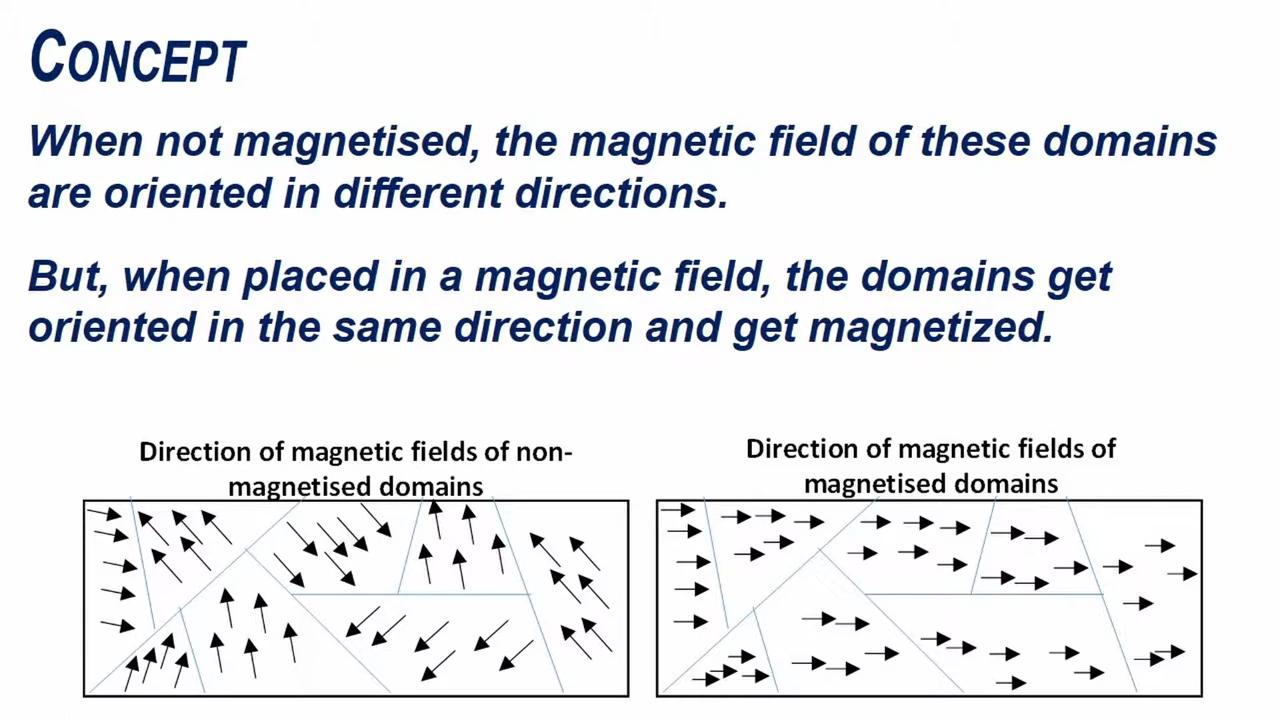 CONCEPT
When not magnetised, the magnetic field of these domains
are oriented in different directions.
But, when placed in a magnetic field, the domains get
oriented in the same direction and get magnetized.
Direction of magnetic fields of non-
magnetised domains
Direction of magnetic fields of
magnetised domains